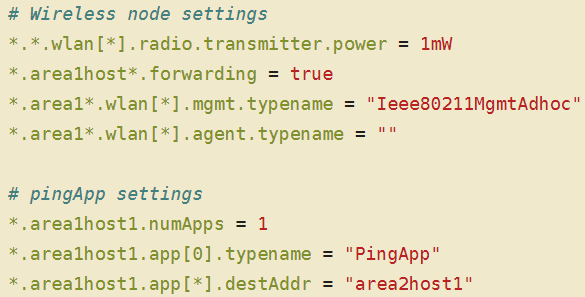 # Wireless node settings
*.*.wlan[*].radio.transmitter.power = 1mW
*.area1host*.forwarding = true
*.area1*.wlan[*].mgmt.typename = "Ieee80211MgmtAdhoc"
*.area1*.wlan[*].agent.typename = ""
# pingApp settings
*.area1host1.numApps = 1
*.area1host1.app[0].typename = "PingApp"
*.area1host1.app[*].destAddr = "area2host1"